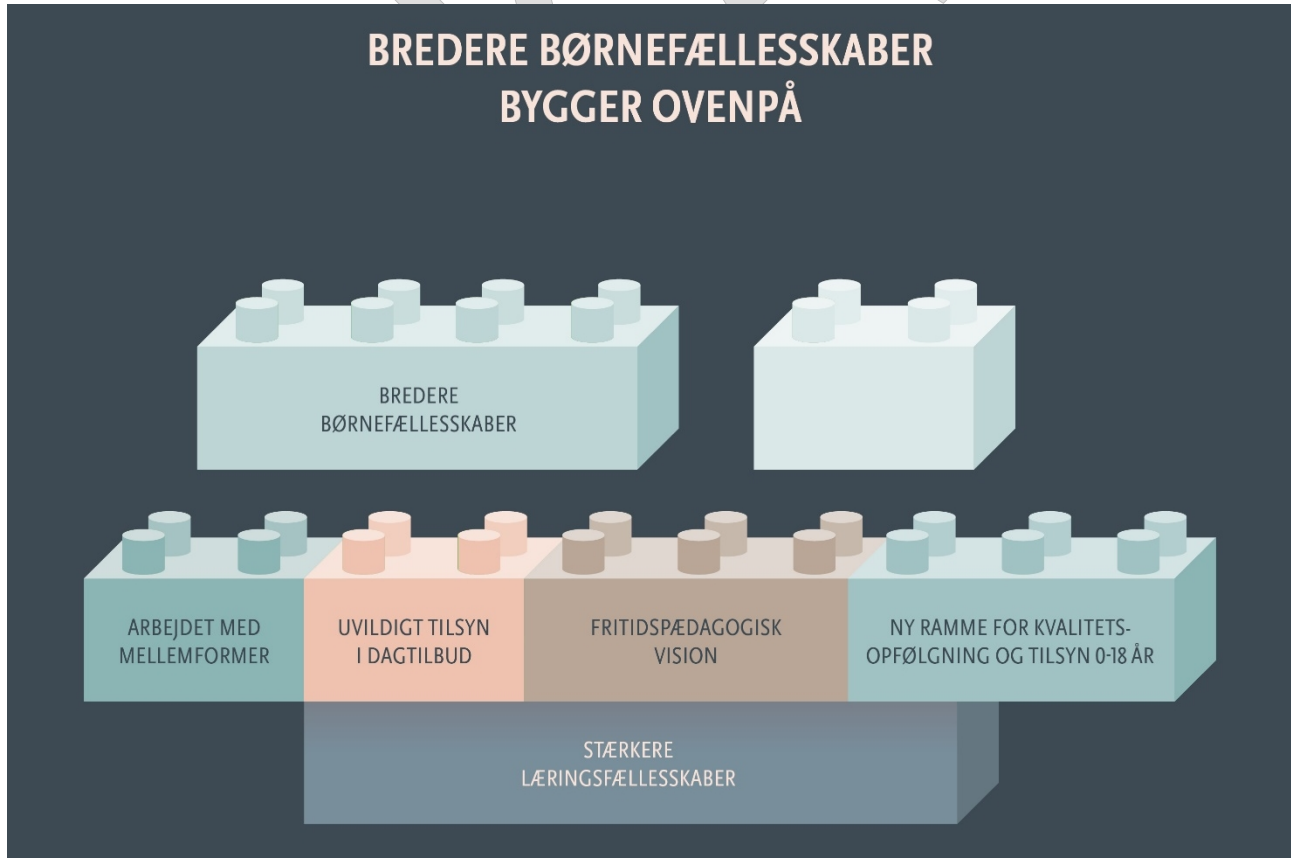 BREDERE BØRNEFÆLLESSKABER
BYGGER OVENPÅ
BREDERE
BØRNEFÆLLESSKABER
ARBEJDET MED
MELLEMFORMER
UVILDIGT TILSYN
I DAGTILBUD
FRITIDSPÆDAGOGISK
VISION
NY RAMME FOR KVALITETS-
OPFØLGNING OG TILSYN 0-18 ÅR
STÆRKERE
LÆRINGSFÆLLESSKABER